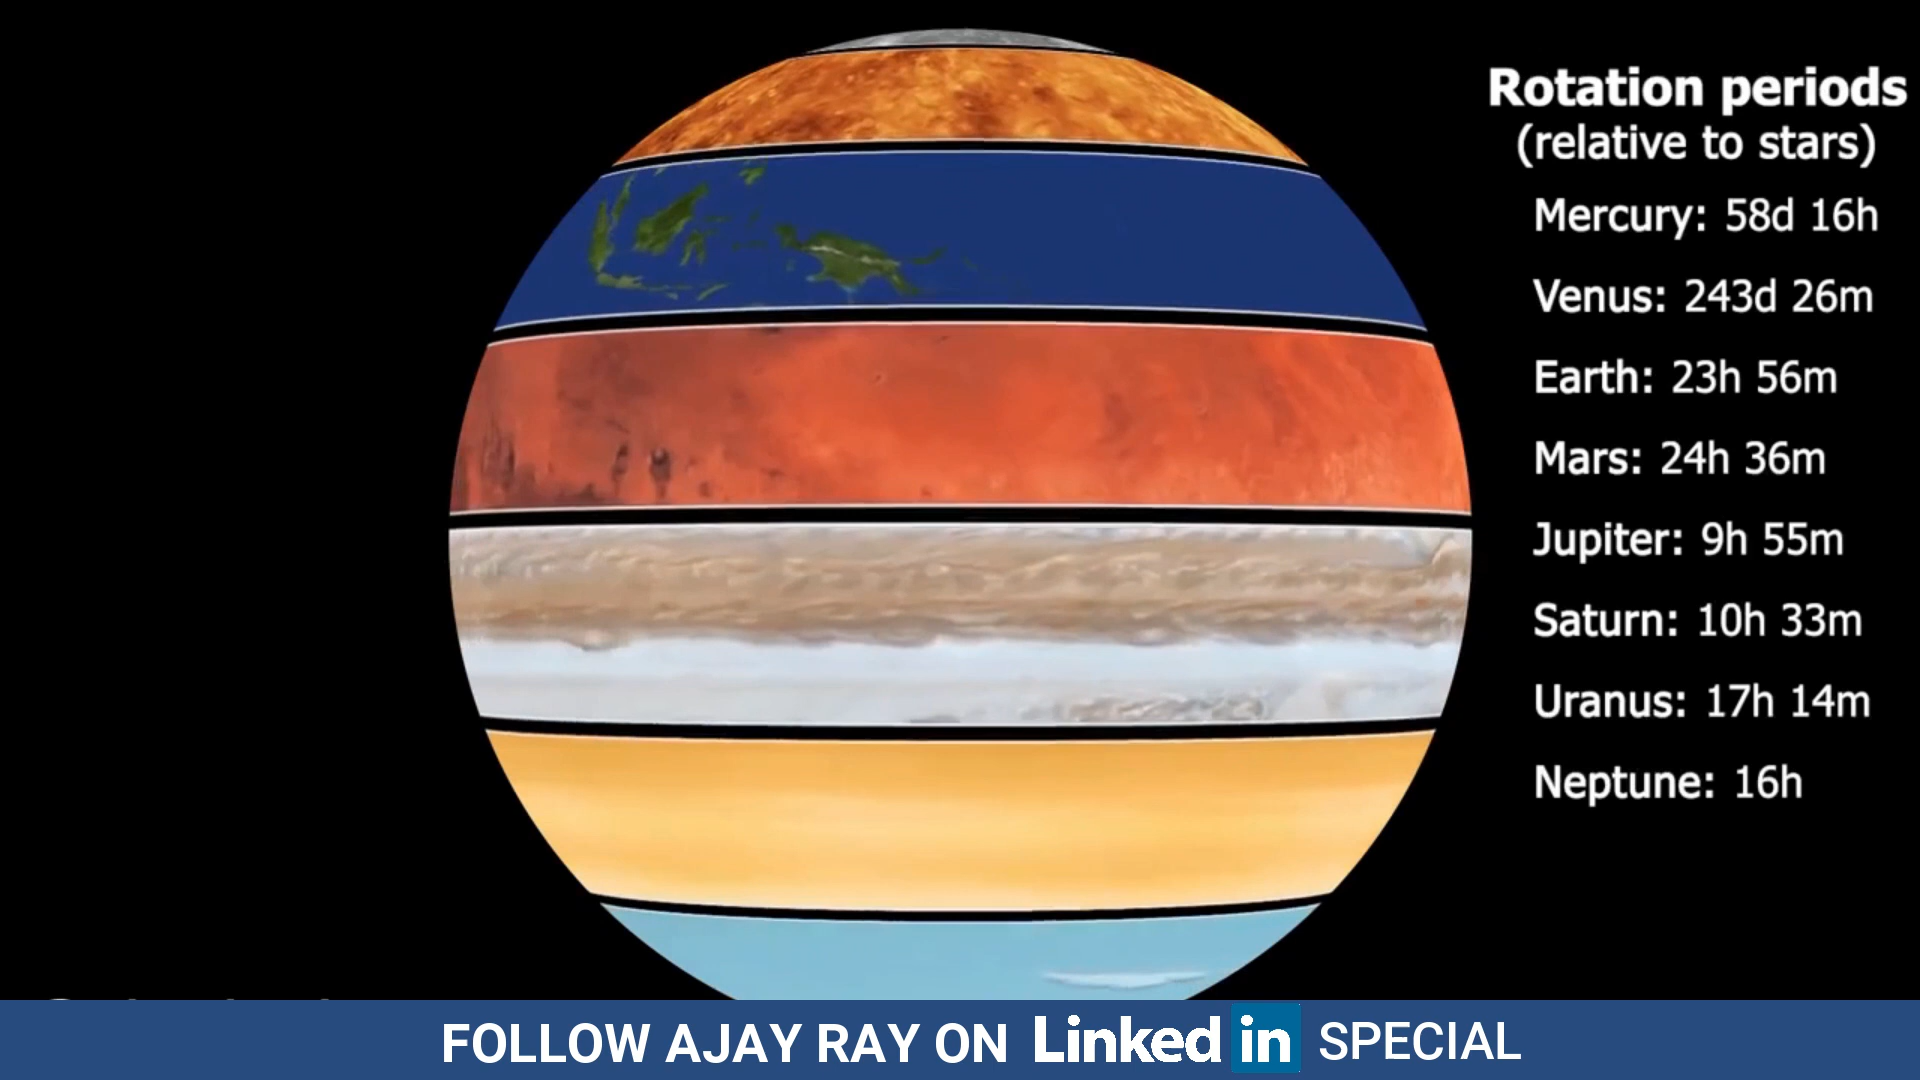 Rotation periods
(relative to stars)
Mercury: 58d 16h
Venus: 243d 26m
Earth: 23h 56m
Mars: 24h 36m
Jupiter: 9h 55m
Saturn: 10h 33m
Uranus: 17h 14m
Neptune: 16h
FOLLOW AJAY RAY ON Linked in SPECIAL